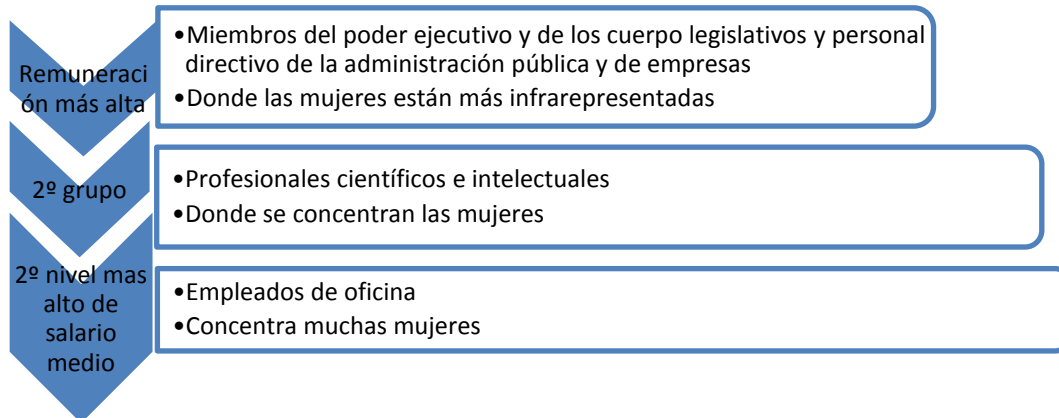 Remuneraci
ón más alta
•Miembros del poder ejecutivo y de los cuerpo legislativos y personal
directivo de la administración pública y de empresas
•Donde las mujeres están más infrarepresentadas
2º grupo
•Profesionales científicos e intelectuales
•Donde se concentran las mujeres
2º nivel mas
alto de
salario
medio
•Empleados de oficina
•Concentra muchas mujeres